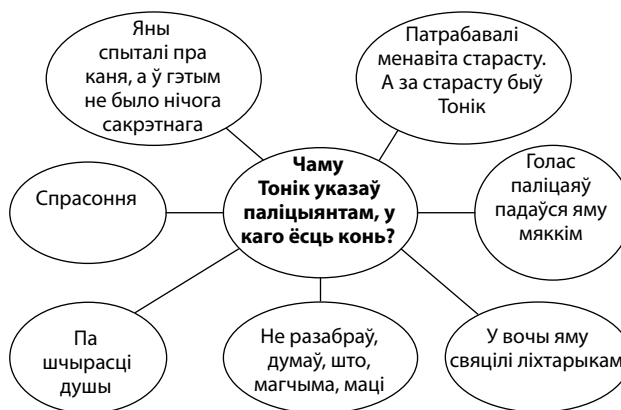 Яны
спыталі пра
каня, а ў гэтым
не было нічога
сакрэтнага
Патрабавалі
менавіта старасту.
А за старасту быў
Тонік
Чаму
Тонік указаў
паліцыянтам, у
каго ёсць конь?
Спрасоння
Голас
паліцаяў
падаўся яму
мяккім
Па
шчырасці
душы
Не разабраў,
думаў, што,
магчыма, маці
У вочы яму
свяцілі ліхтарыкам